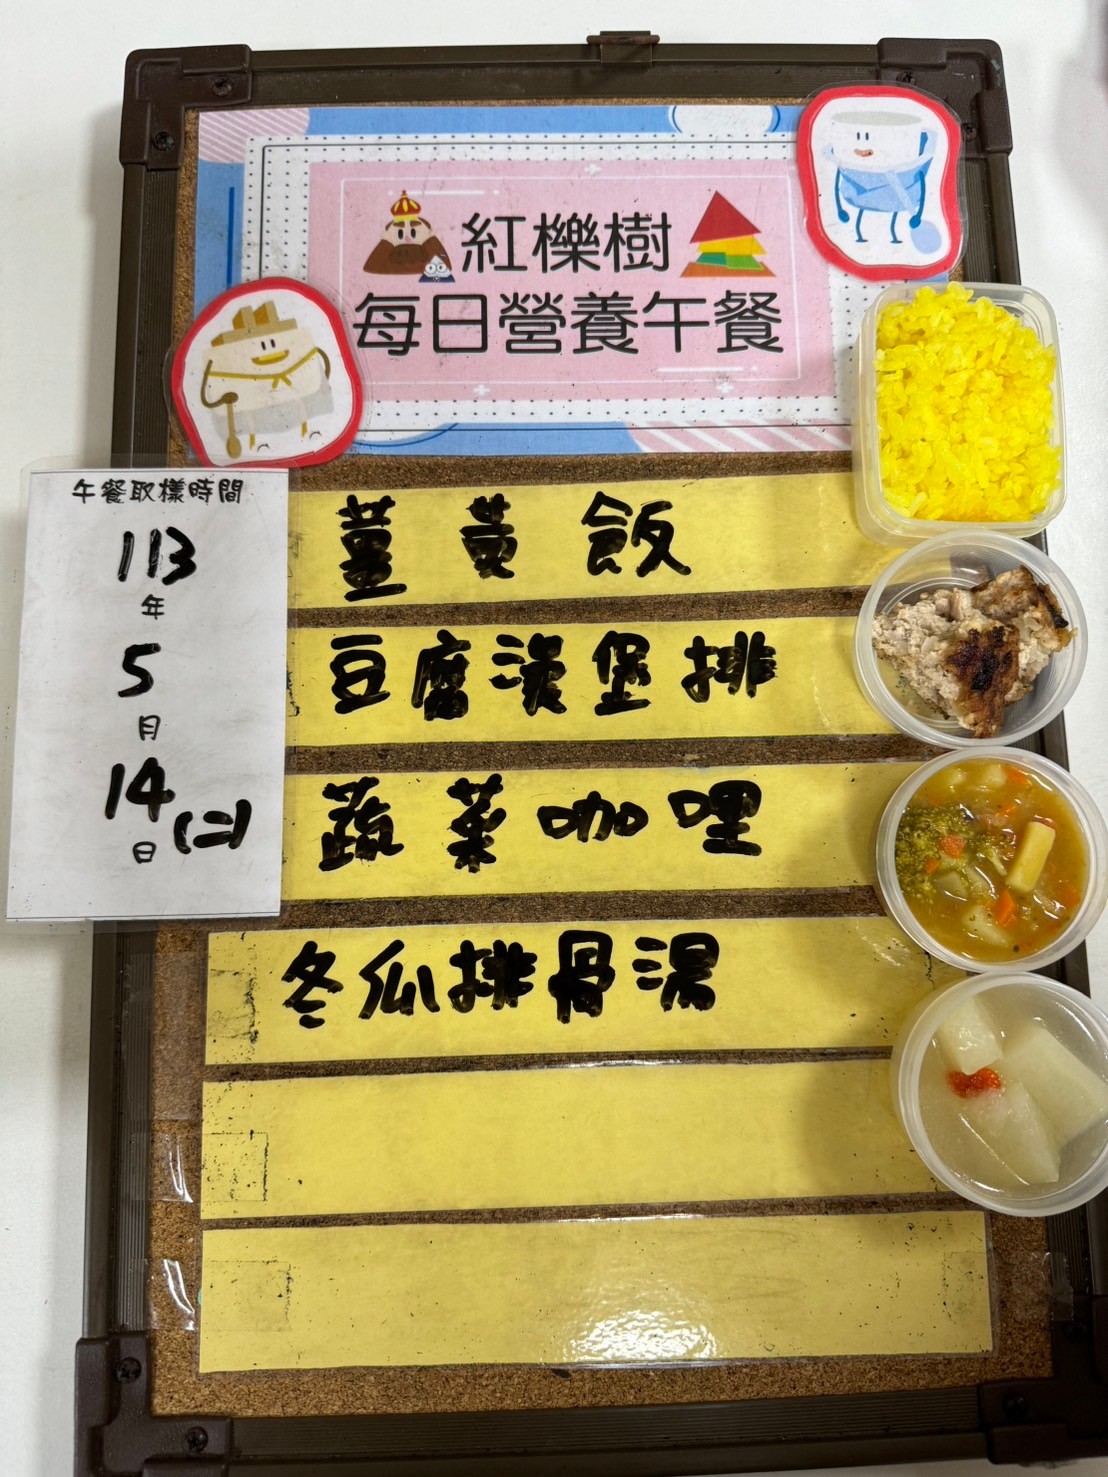 紅櫟樹
每日營養午餐
午餐取樣時間
113
年
5
月
14
日 (二)
薑黃飯
豆腐漢堡排
蔬菜咖哩
冬瓜排骨湯